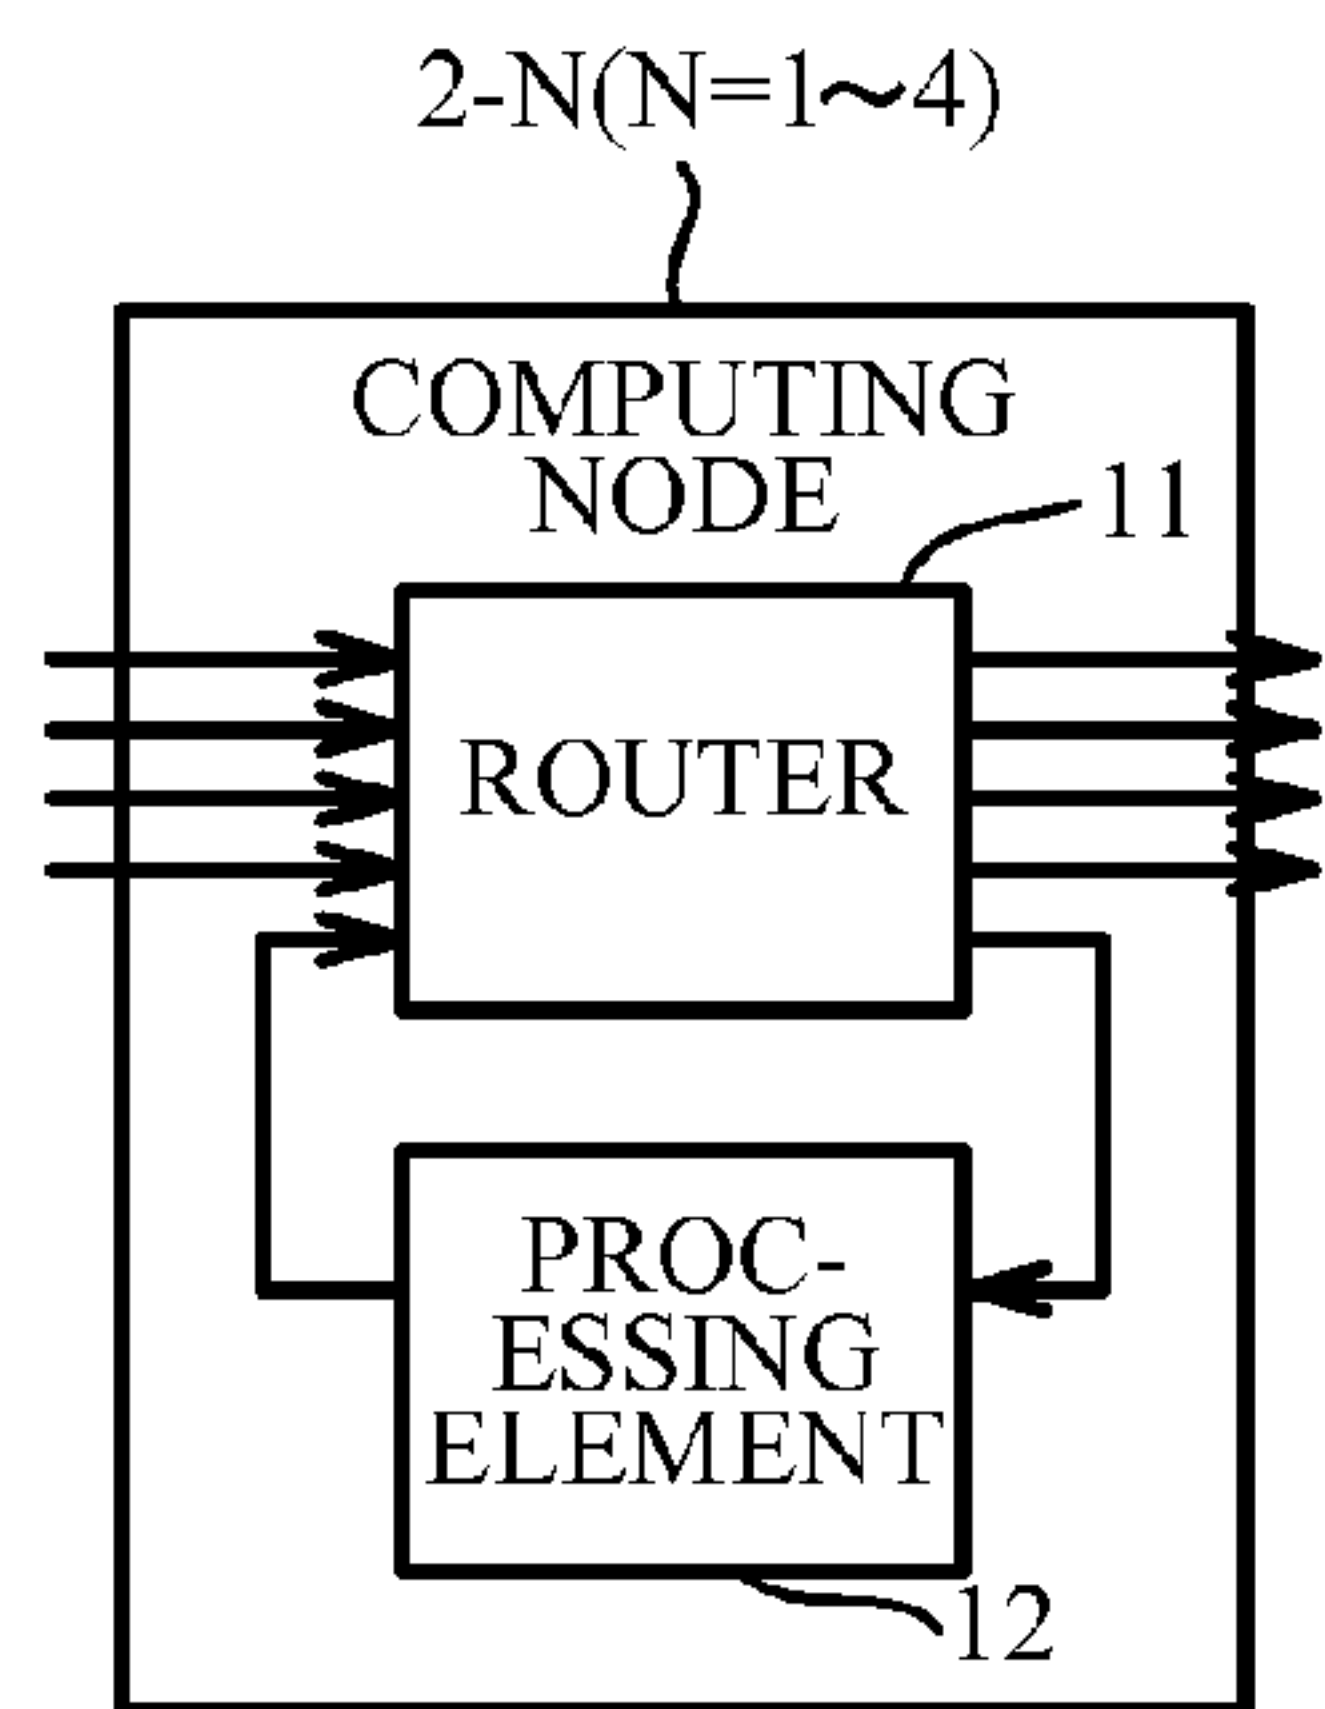 2-N(N=1~4)
COMPUTING
NODE
11
ROUTER
PROC-
ESSING
ELEMENT
12